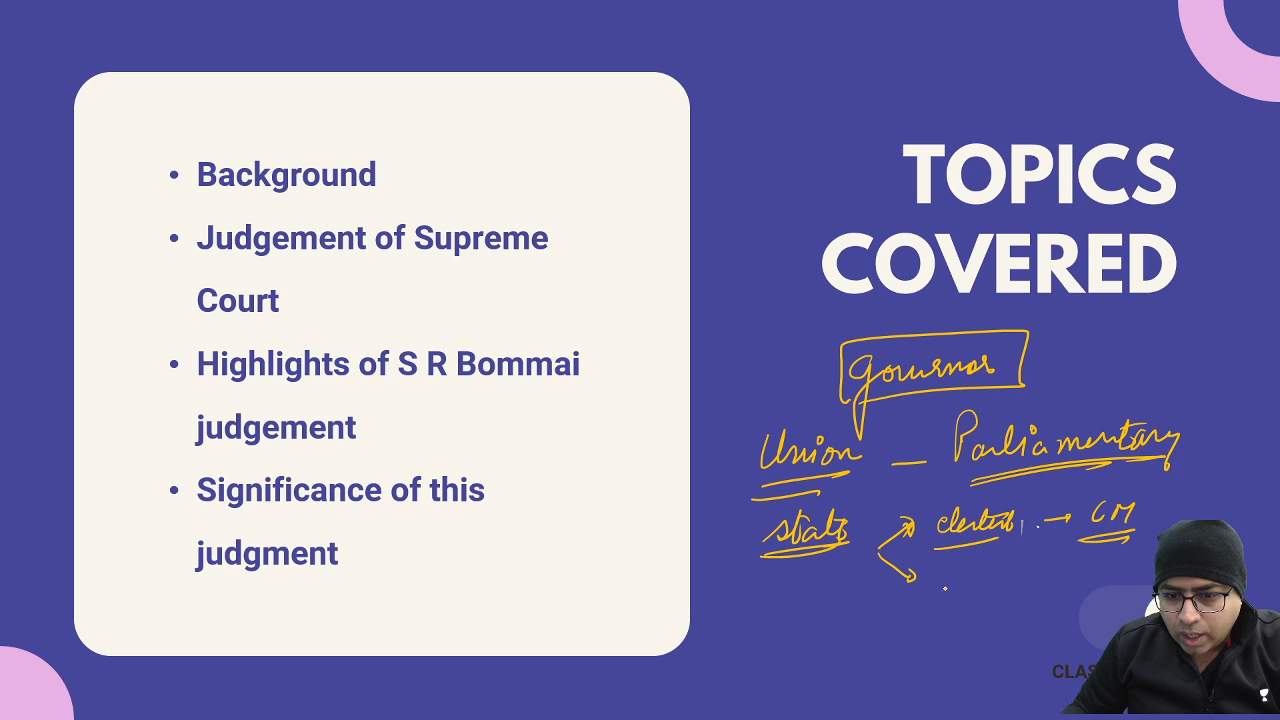 • Background
• Judgement of Supreme
Court
• Highlights of S R Bommai
judgement
• Significance of this
judgment
TOPICS
COVERED
Governor
Union – Parliamentary
→ CM